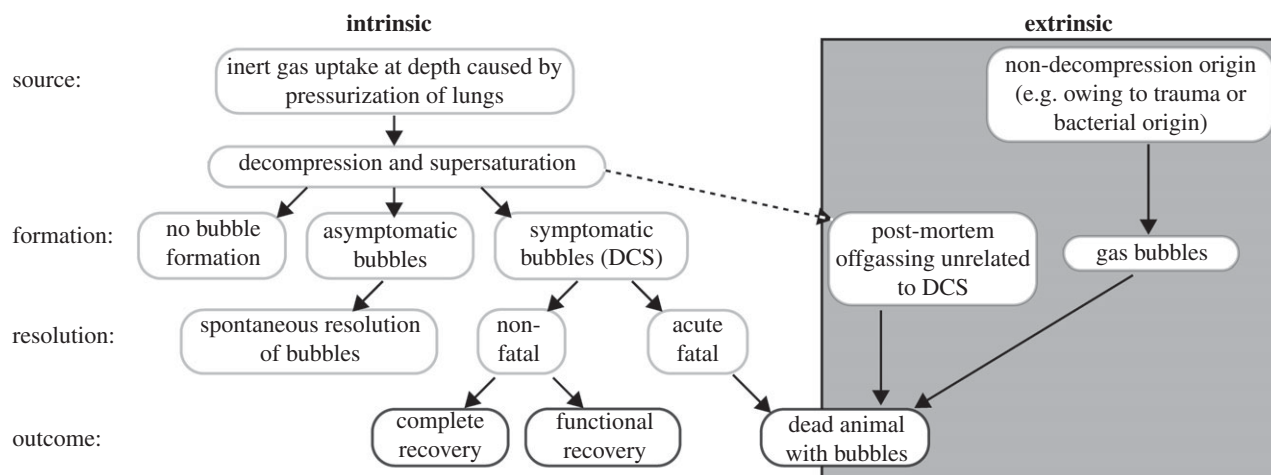 intrinsic
extrinsic
source:
inert gas uptake at depth caused by
pressurization of lungs
non-decompression origin
(e.g. owing to trauma or
bacterial origin)
decompression and supersaturation
formation:
no bubble
formation
asymptomatic
bubbles
symptomatic
bubbles (DCS)
post-mortem
offgassing unrelated
to DCS
gas bubbles
resolution:
spontaneous resolution
of bubbles
non-
fatal
acute
fatal
outcome:
complete
recovery
functional
recovery
dead animal
with bubbles